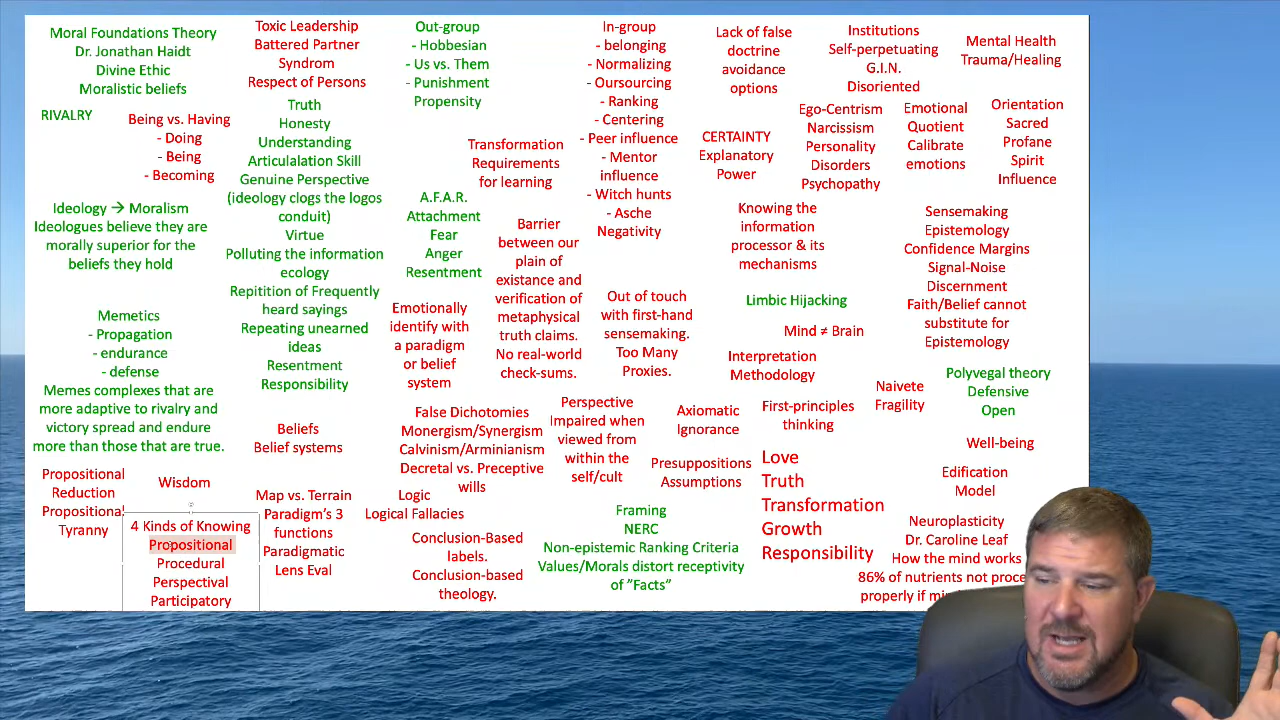 Moral Foundations Theory
Dr. Jonathan Haidt
Divine Ethic
Moralistic beliefs
Toxic Leadership
Battered Partner
Syndrom
Respect of Persons
Out-group
- Hobbesian
- Us vs. Them
- Punishment
Propensity
In-group
- belonging
- Normalizing
- Oursourcing
- Ranking
- Centering
- Peer influence
- Mentor
influence
- Witch hunts
- Asche
Negativity
Lack of false
doctrine
avoidance
options
Institutions
Self-perpetuating
G.I.N.
Disoriented
Mental Health
Trauma/Healing
RIVALRY
Being vs. Having
- Doing
- Being
- Becoming
Truth
Honesty
Understanding
Articulalation Skill
Genuine Perspective
(ideology clogs the logos
conduit)
Virtue
Polluting the information
ecology
Repitition of Frequently
heard sayings
Repeating unearned
ideas
Resentment
Responsibility
Transformation
Requirements
for learning
CERTAINTY
Explanatory
Power
Ego-Centrism
Narcissism
Personality
Disorders
Psychopathy
Emotional
Quotient
Calibrate
emotions
Orientation
Sacred
Profane
Spirit
Influence
Ideology → Moralism
Ideologues believe they are
morally superior for the
beliefs they hold
A.F.A.R.
Attachment
Fear
Anger
Resentment
Barrier
between our
plain of
existance and
verification of
metaphysical
truth claims.
No real-world
check-sums.
Knowing the
information
processor & its
mechanisms
Sensemaking
Epistemology
Confidence Margins
Signal-Noise
Discernment
Faith/Belief cannot
substitute for
Epistemology
Memetics
- Propagation
- endurance
- defense
Memes complexes that are
more adaptive to rivalry and
victory spread and endure
more than those that are true.
Emotionally
identify with
a paradigm
or belief
system
Out of touch
with first-hand
sensemaking.
Too Many
Proxies.
Limbic Hijacking
Mind ≠ Brain
Interpretation
Methodology
Naivete
Fragility
Polyvegal theory
Defensive
Open
Beliefs
Belief systems
False Dichotomies
Monergism/Synergism
Calvinism/Arminianism
Decretal vs. Preceptive
wills
Perspective
Impaired when
viewed from
within the
self/cult
Axiomatic
Ignorance
First-principles
thinking
Well-being
Propositional
Reduction
Propositional
Tyranny
Wisdom
Presuppositions
Assumptions
Love
Truth
Transformation
Growth
Responsibility
Edification
Model
4 Kinds of Knowing
Propositional
Procedural
Perspectival
Participatory
Map vs. Terrain
Paradigm's 3
functions
Paradigmatic
Lens Eval
Logic
Logical Fallacies
Conclusion-Based
labels.
Conclusion-based
theology.
Framing
NERC
Non-epistemic Ranking Criteria
Values/Morals distort receptivity
of ”Facts”
Neuroplasticity
Dr. Caroline Leaf
How the mind works
86% of nutrients not
properly if